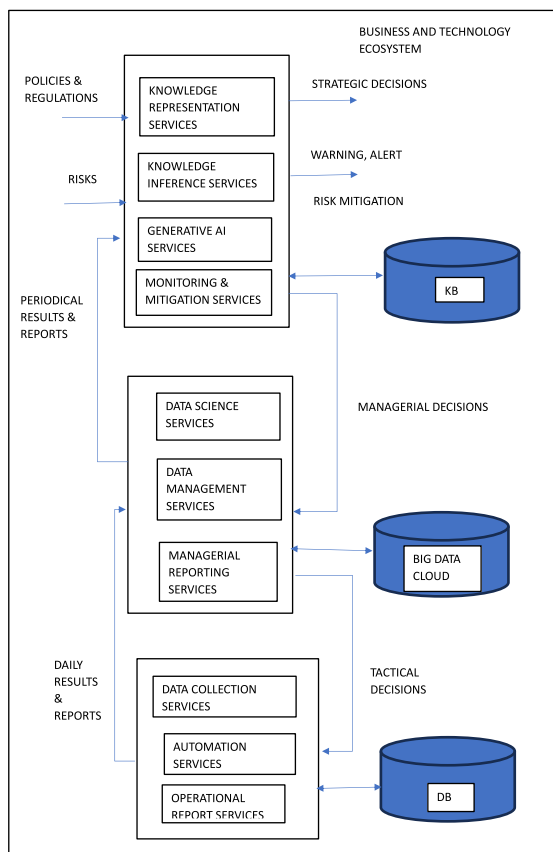 BUSINESS AND TECHNOLOGY
ECOSYSTEM
POLICIES &
REGULATIONS
KNOWLEDGE
REPRESENTATION
SERVICES
STRATEGIC DECISIONS
RISKS
KNOWLEDGE
INFERENCE SERVICES
WARNING, ALERT
RISK MITIGATION
GENERATIVE AI
SERVICES
MONITORING &
MITIGATION SERVICES
KB
PERIODICAL
RESULTS &
REPORTS
DATA SCIENCE
SERVICES
MANAGERIAL DECISIONS
DATA
MANAGEMENT
SERVICES
MANAGERIAL
REPORTING
SERVICES
BIG DATA
CLOUD
DAILY
RESULTS
&
REPORTS
TACTICAL
DECISIONS
DATA COLLECTION
SERVICES
AUTOMATION
SERVICES
OPERATIONAL
REPORT SERVICES
DB